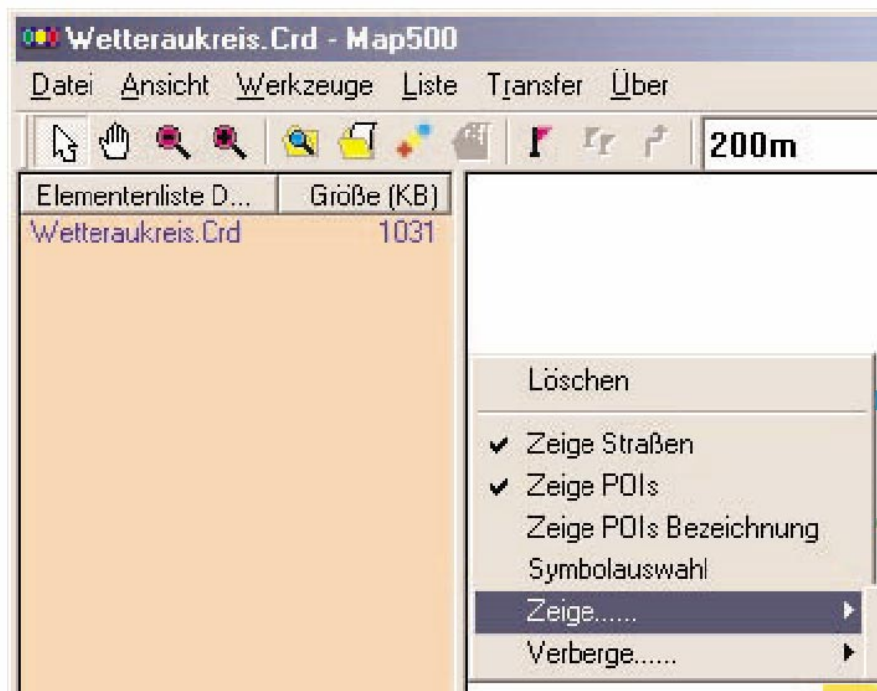 Wetteraukreis.Crd - Map500
Datei Ansicht Werkzeuge Liste Transfer Über
200m
Elementenliste D... Größe (KB)
Wetteraukreis.Crd 1031
Löschen
Zeige Straßen
Zeige POIs
Zeige POIs Bezeichnung
Symbolauswahl
Zeige......
Verberge......